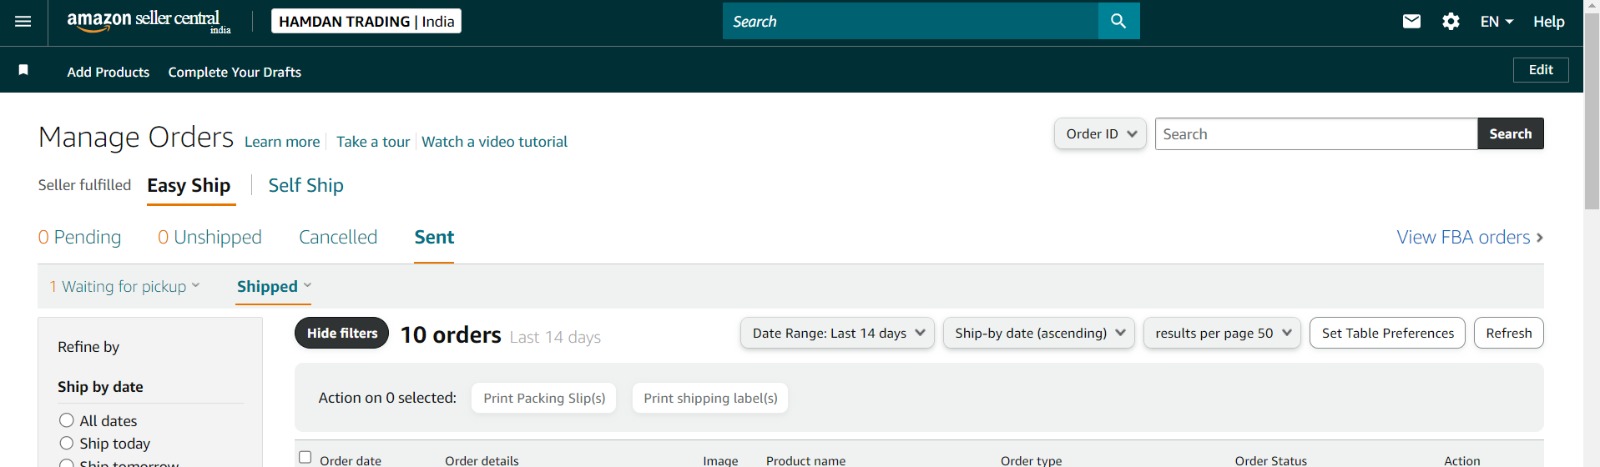 amazon seller central india HAMDAN TRADING | India Search EN Help
Add Products Complete Your Drafts Edit
Manage Orders Learn more Take a tour Watch a video tutorial Order ID Search Search
Seller fulfilled Easy Ship Self Ship
0 Pending 0 Unshipped Cancelled Sent View FBA orders
1 Waiting for pickup Shipped
Hide filters 10 orders Last 14 days Date Range: Last 14 days Ship-by date (ascending) results per page 50 Set Table Preferences Refresh
Refine by
Ship by date
Action on 0 selected: Print Packing Slip(s) Print shipping label(s)
All dates
Ship today
Ship tomorrow
Order date Order details Image Product name Order type Order Status Action